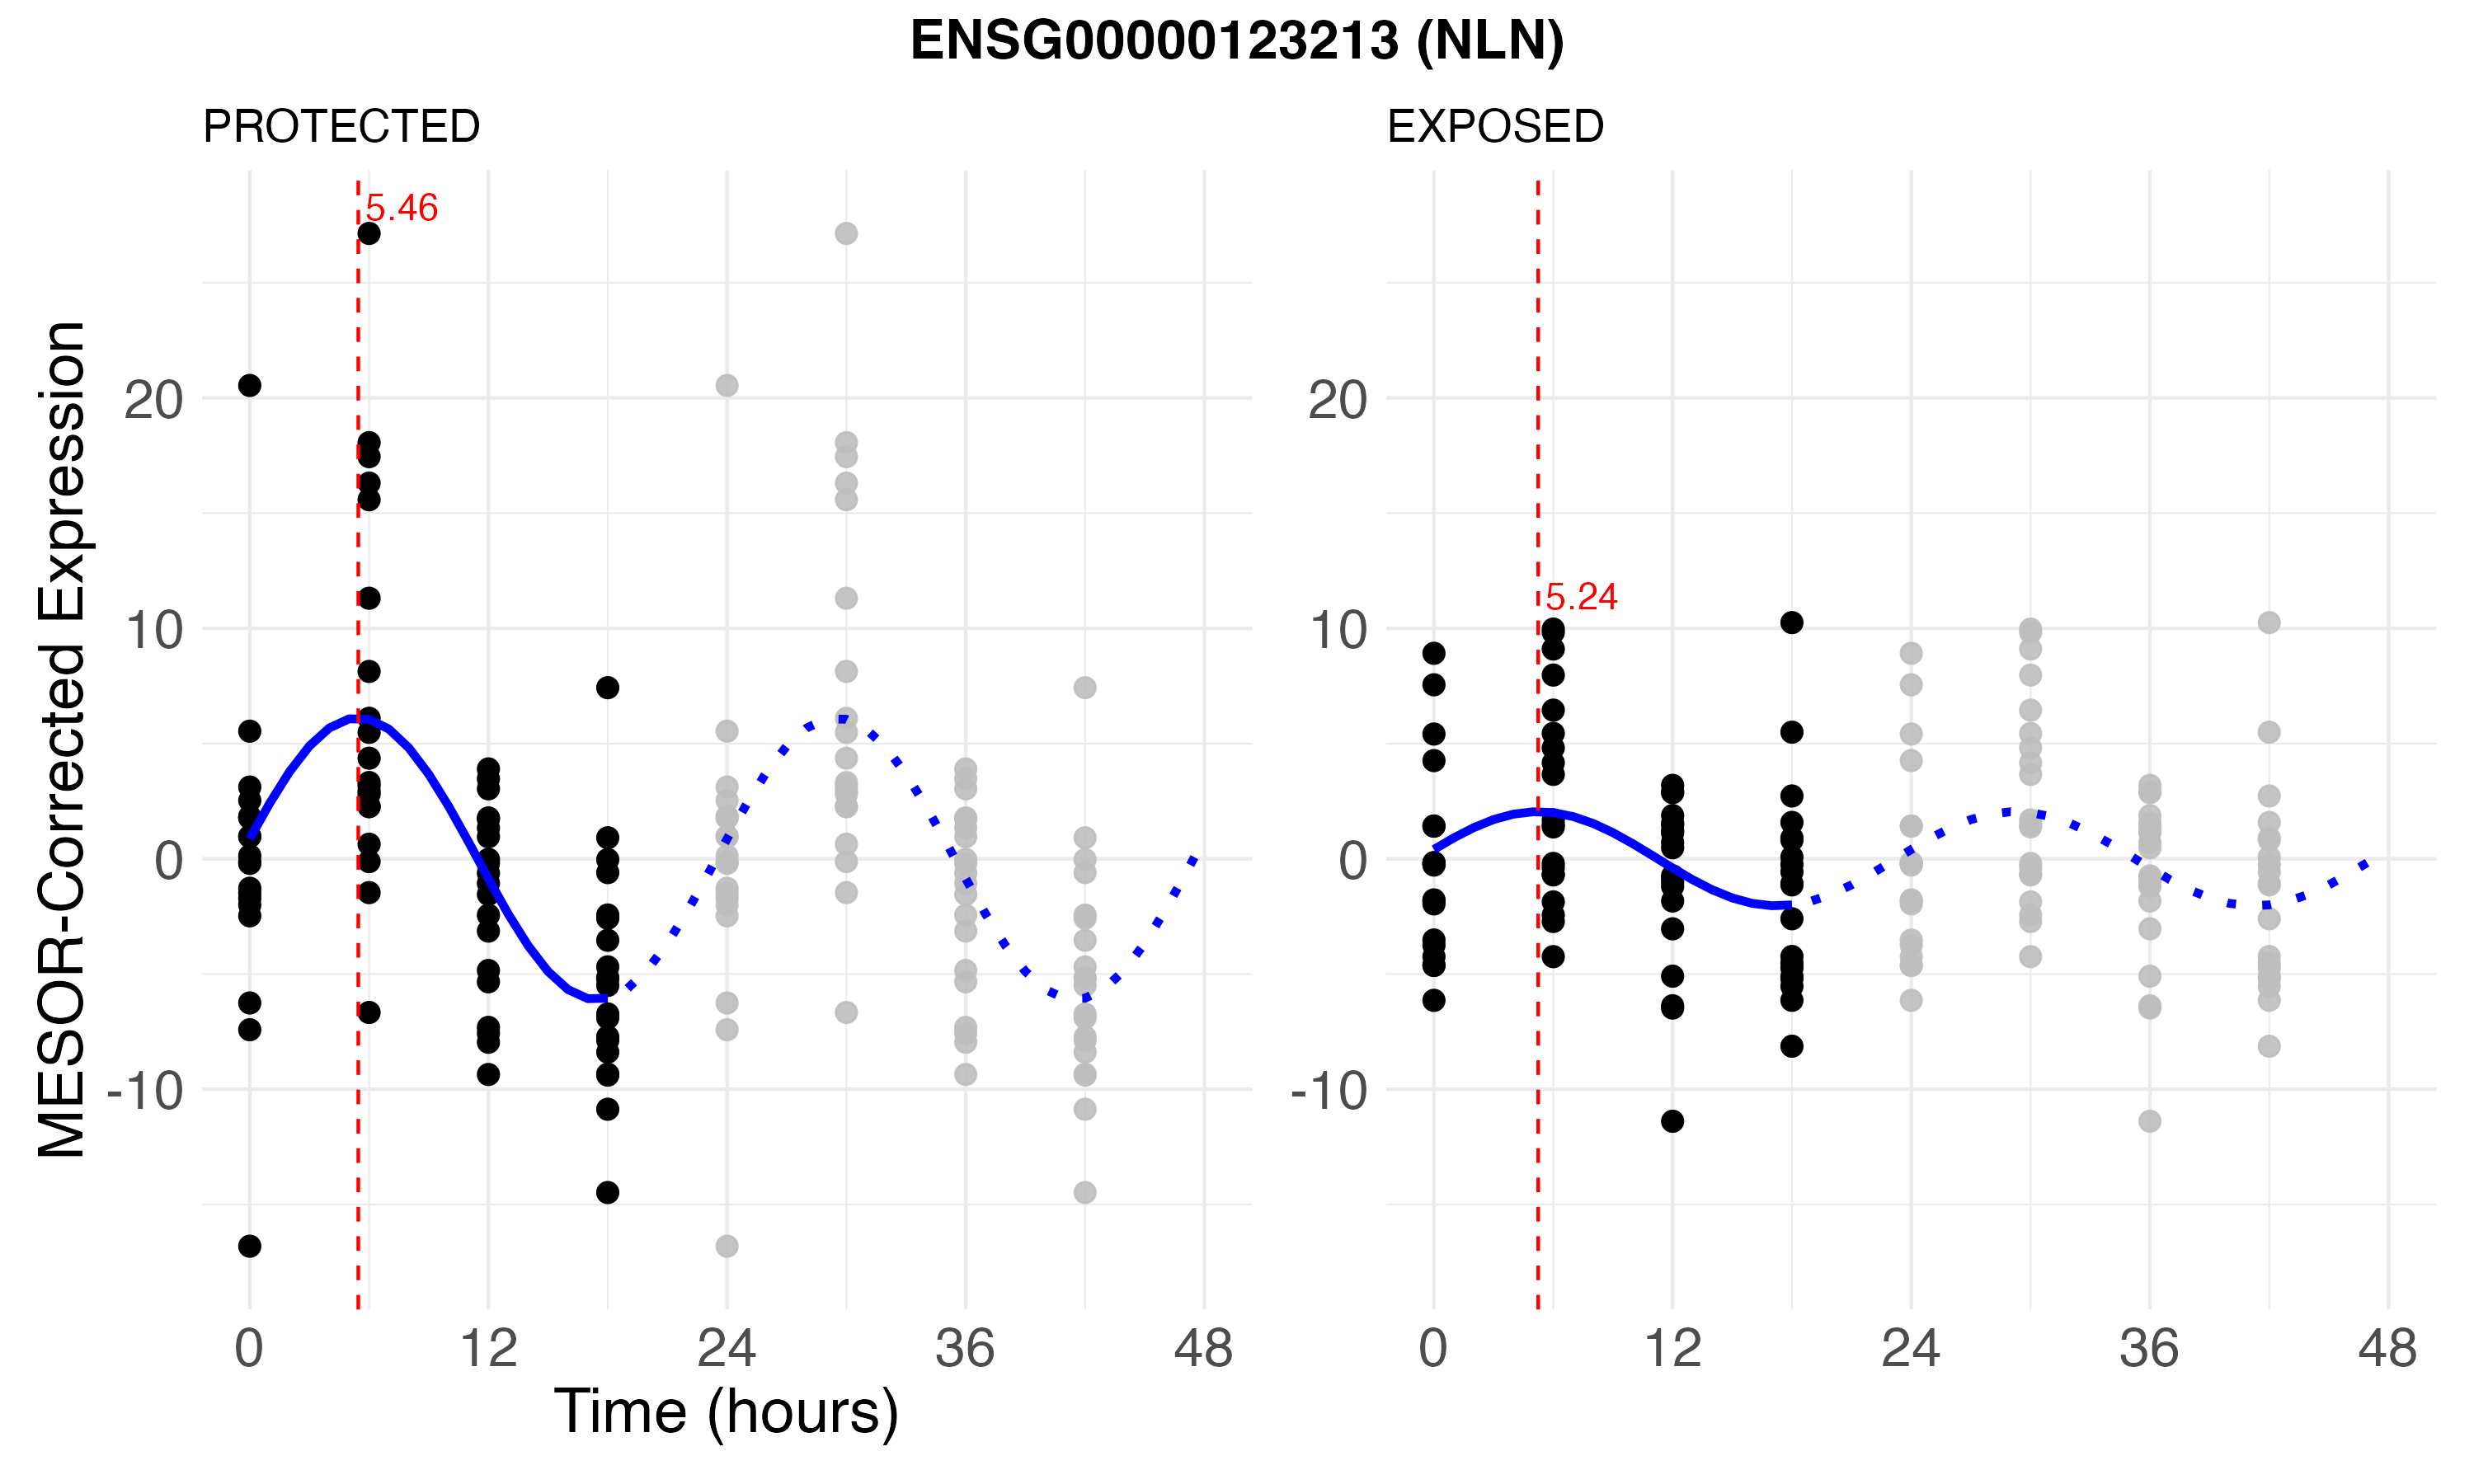 ENSG00000123213 (NLN)
PROTECTED
EXPOSED
MESOR-Corrected Expression
5.46
20
10
0
-10
0 12 24 36 48
5.24
20
10
0
-10
0 12 24 36 48
Time (hours)